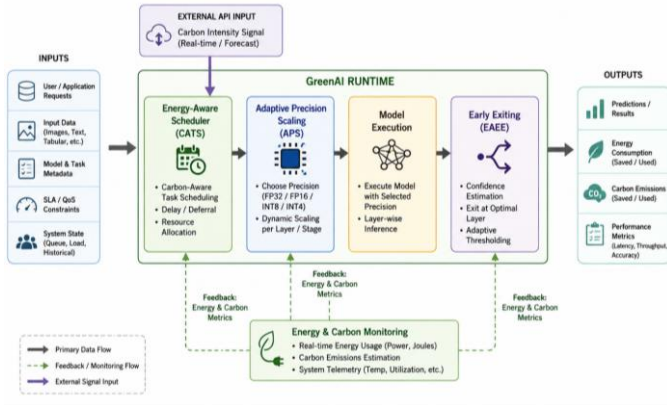 EXTERNAL API INPUT
Carbon Intensity Signal
(Real-time / Forecast)
INPUTS
User / Application
Requests
Input Data
(Images, Text,
Tabular, etc.)
Model & Task
Metadata
SLA / QoS
Constraints
System State
(Queue, Load,
Historical)
GreenAI RUNTIME
Energy-Aware
Scheduler
(CATS)
• Carbon-Aware
Task Scheduling
• Delay / Deferral
• Resource
Allocation
Adaptive Precision
Scaling
(APS)
• Choose Precision
(FP32 / FP16 /
INT8 / INT4)
• Dynamic Scaling
per Layer / Stage
Model
Execution
• Execute Model
with Selected
Precision
• Layer-wise
Inference
Early Exiting
(EAEE)
• Confidence
Estimation
• Exit at Optimal
Layer
• Adaptive
Thresholding
OUTPUTS
Predictions /
Results
Energy
Consumption
(Saved / Used)
CO₂
Carbon Emissions
(Saved / Used)
Performance
Metrics
(Latency, Throughput,
Accuracy)
Feedback:
Energy & Carbon
Metrics
Feedback:
Energy & Carbon
Metrics
Feedback:
Energy & Carbon
Metrics
Energy & Carbon Monitoring
• Real-time Energy Usage (Power, Joules)
• Carbon Emissions Estimation
• System Telemetry (Temp, Utilization, etc.)
Primary Data Flow
Feedback / Monitoring Flow
External Signal Input